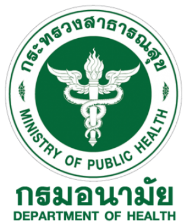 กระทรวงสาธารณสุข
MINISTRY OF PUBLIC HEALTH
กรมอนามัย
DEPARTMENT OF HEALTH